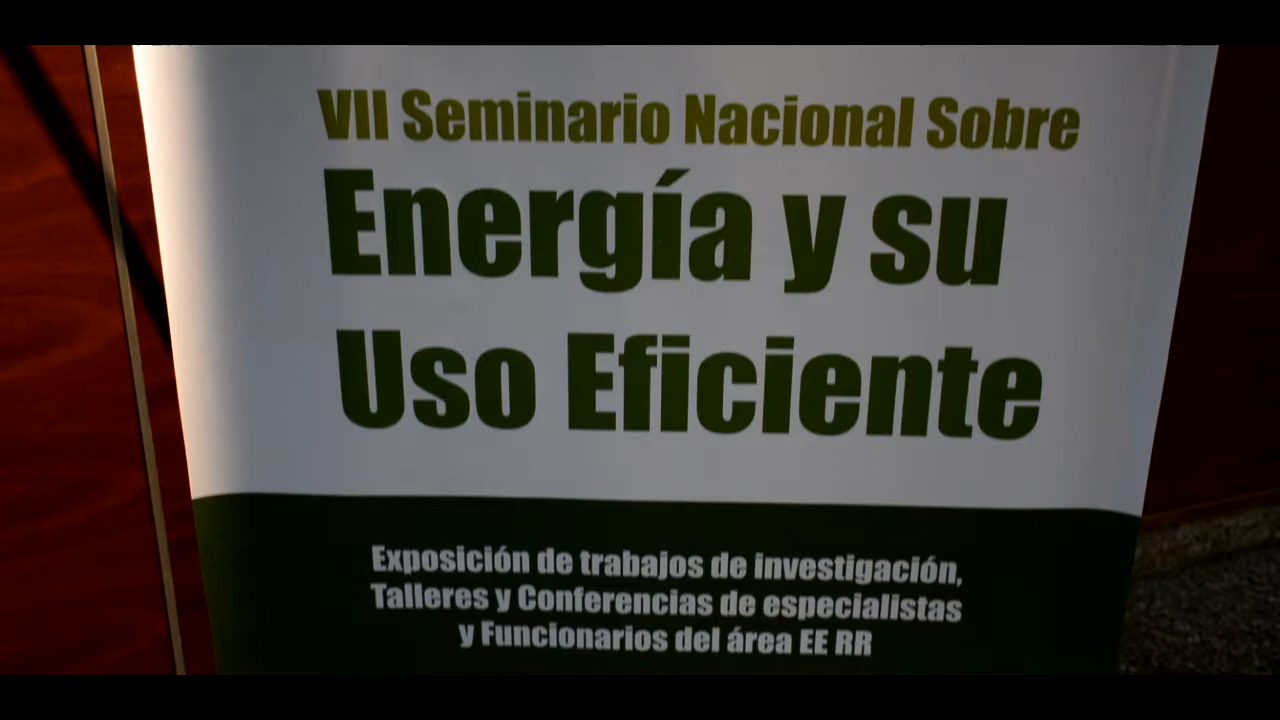 VII Seminario Nacional Sobre
Energía y su
Uso Eficiente
Exposición de trabajos de investigación,
Talleres y Conferencias de especialistas
y Funcionarios del área EE RR